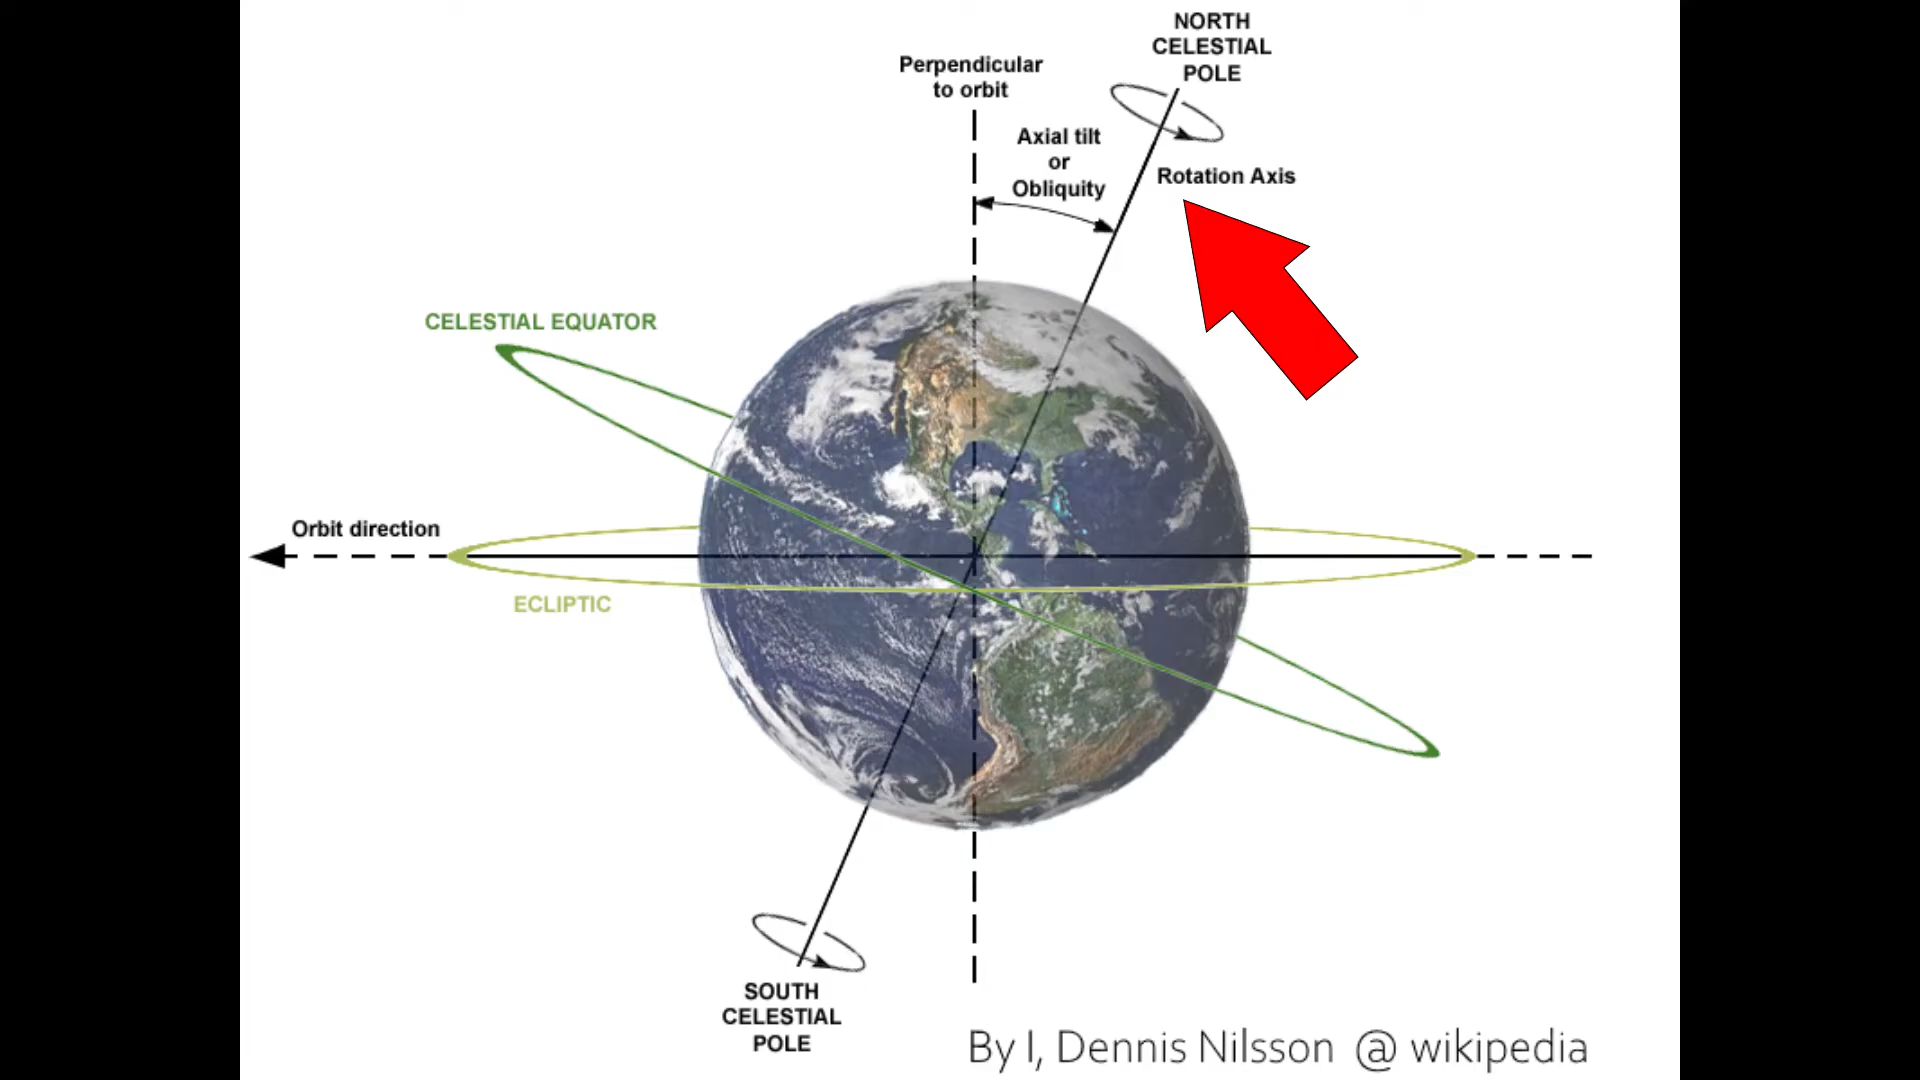 NORTH
CELESTIAL
POLE
Perpendicular
to orbit
Axial tilt
or
Obliquity
Rotation Axis
CELESTIAL EQUATOR
Orbit direction
ECLIPTIC
SOUTH
CELESTIAL
POLE
By I, Dennis Nilsson @ wikipedia